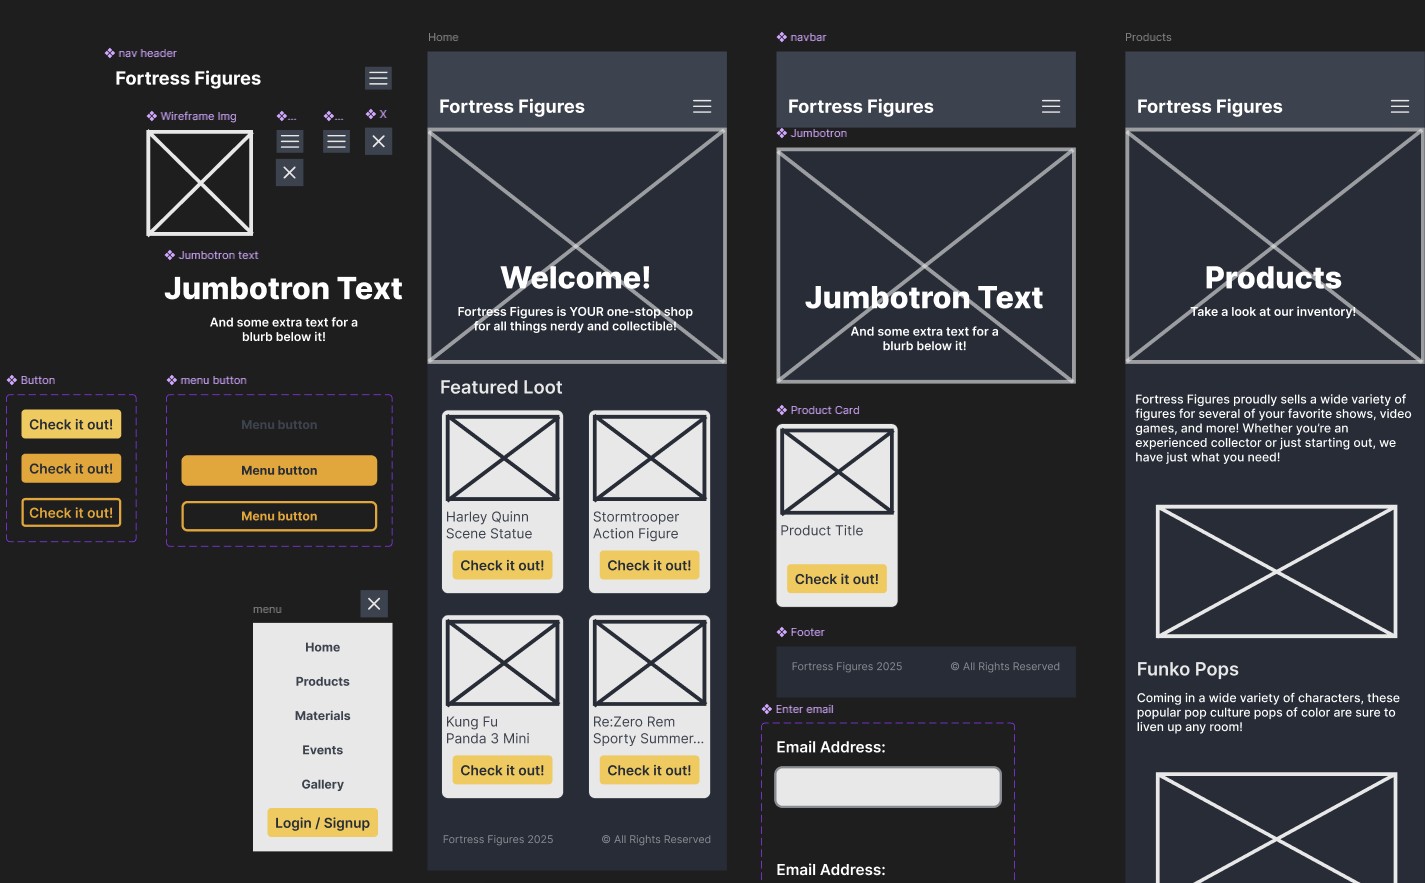 nav header
Fortress Figures
Wireframe Img
...
...
X
Jumbotron text
Jumbotron Text
And some extra text for a
blurb below it!
Button
Check it out!
Check it out!
Check it out!
menu button
Menu button
Menu button
Menu button
menu
Home
Products
Materials
Events
Gallery
Login / Signup
Home
Fortress Figures
Welcome!
Fortress Figures is YOUR one-stop shop
for all things nerdy and collectible!
Featured Loot
Harley Quinn
Scene Statue
Check it out!
Stormtrooper
Action Figure
Check it out!
Kung Fu
Panda 3 Mini
Check it out!
Re:Zero Rem
Sporty Summer...
Check it out!
Fortress Figures 2025
© All Rights Reserved
navbar
Fortress Figures
Jumbotron
Jumbotron Text
And some extra text for a
blurb below it!
Product Card
Product Title
Check it out!
Footer
Fortress Figures 2025
© All Rights Reserved
Enter email
Email Address:
Email Address:
Products
Fortress Figures
Products
Take a look at our inventory!
Fortress Figures proudly sells a wide variety of
figures for several of your favorite shows, video
games, and more! Whether you're an
experienced collector or just starting out, we
have just what you need!
Funko Pops
Coming in a wide variety of characters, these
popular pop culture pops of color are sure to
liven up any room!